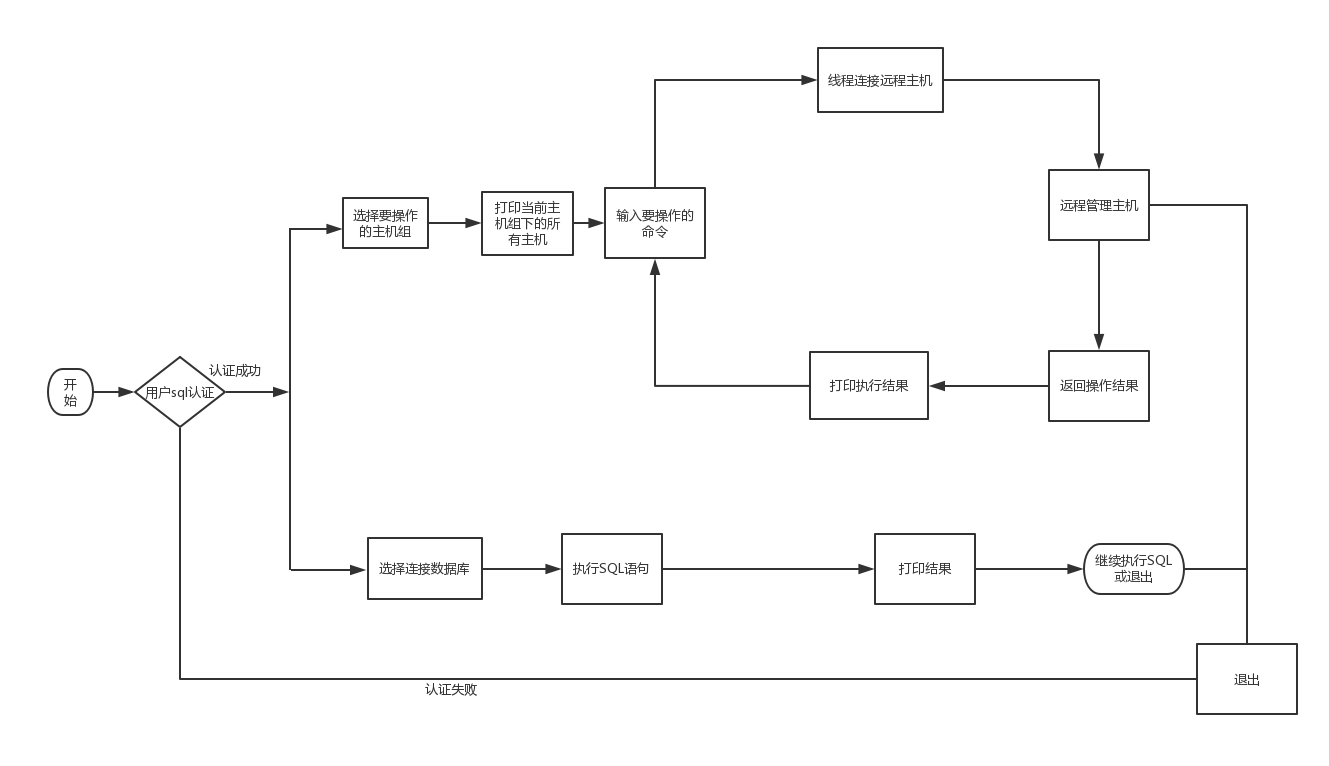 线程连接远程主机
选择要操作
的主机组
打印当前主
机组下的所
有主机
输入要操作的
命令
远程管理主机
开
始
用户sql认证
认证成功
打印执行结果
返回操作结果
选择连接数据库
执行SQL语句
打印结果
继续执行SQL
或退出
认证失败
退出